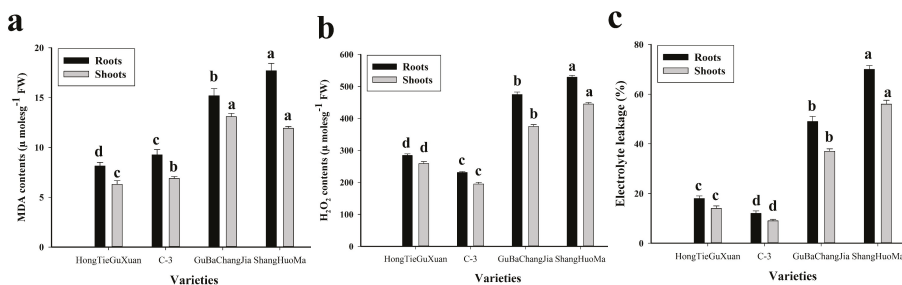 a
MDA contents (µ molesg⁻¹ FW)
20
15
10
5
0
Roots
Shoots
d
c
c
b
b
a
a
a
HongTieGuXuan C-3 GuBaChangJia ShangHuoMa
Varieties
b
H₂O₂ contents (µ molesg⁻¹ FW)
600
500
400
300
200
100
0
Roots
Shoots
d
d
c
c
b
b
a
a
HongTieGuXuan C-3 GuBaChangJia ShangHuoMa
Varieties
c
Electrolyte leakage (%)
80
60
40
20
0
Roots
Shoots
c
c
d
d
b
b
a
a
HongTieGuXuan C-3 GuBaChangJia ShangHuoMa
Varieties